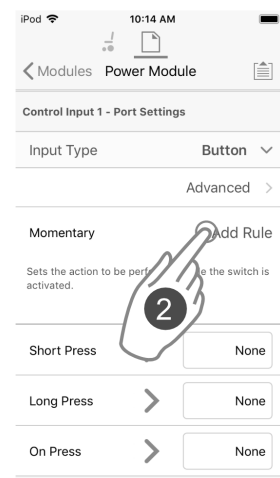 iPod 10:14 AM
Modules Power Module
Control Input 1 - Port Settings
Input Type Button
Advanced
Momentary Add Rule
Sets the action to be the switch is
activated.
2
Short Press None
Long Press None
On Press None